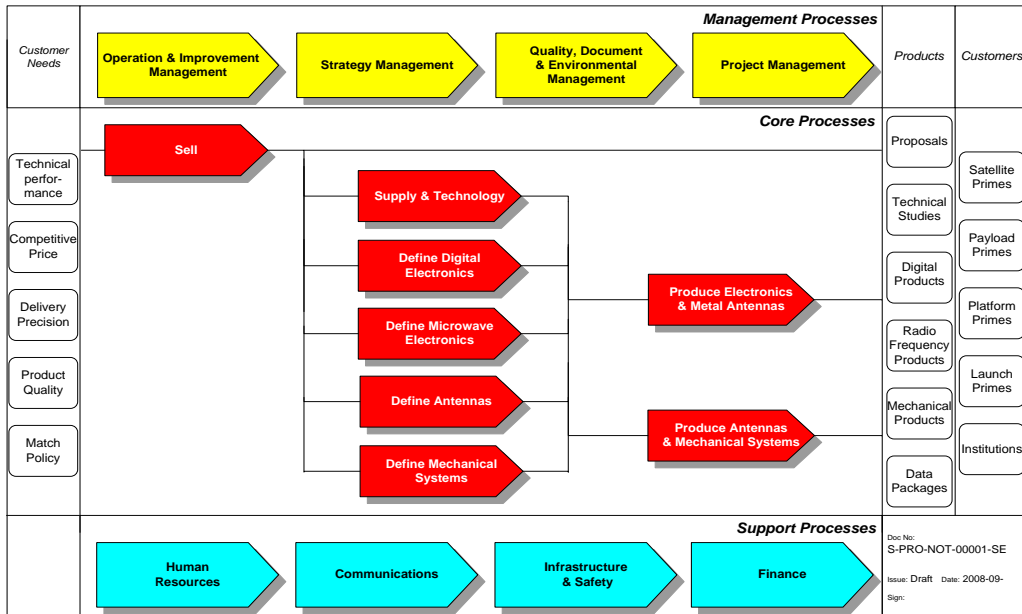 Customer
Needs
Management Processes
Operation & Improvement
Management
Strategy Management
Quality, Document
& Environmental
Management
Project Management
Products
Customers
Core Processes
Technical
perfor-
mance
Competitive
Price
Delivery
Precision
Product
Quality
Match
Policy
Sell
Supply & Technology
Define Digital
Electronics
Define Microwave
Electronics
Define Antennas
Define Mechanical
Systems
Produce Electronics
& Metal Antennas
Produce Antennas
& Mechanical Systems
Proposals
Technical
Studies
Digital
Products
Radio
Frequency
Products
Mechanical
Products
Data
Packages
Satellite
Primes
Payload
Primes
Platform
Primes
Launch
Primes
Institutions
Support Processes
Human
Resources
Communications
Infrastructure
& Safety
Finance
Doc No:
S-PRO-NOT-00001-SE
Issue: Draft Date: 2008-09-
Sign: